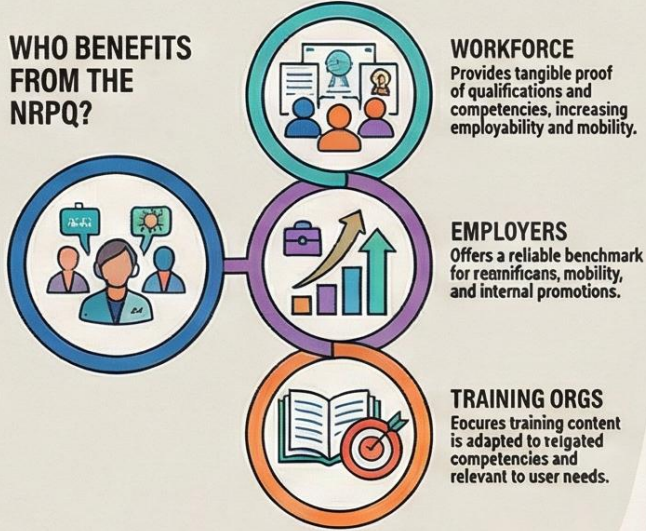 WHO BENEFITS
FROM THE
NRPQ?
WORKFORCE
Provides tangible proof
of qualifications and
competencies, increasing
employability and mobility.
EMPLOYERS
Offers a reliable benchmark
for rearnificans, mobility,
and internal promotions.
TRAINING ORGS
Eocures training content
is adapted to reigated
competencies and
relevant to user needs.